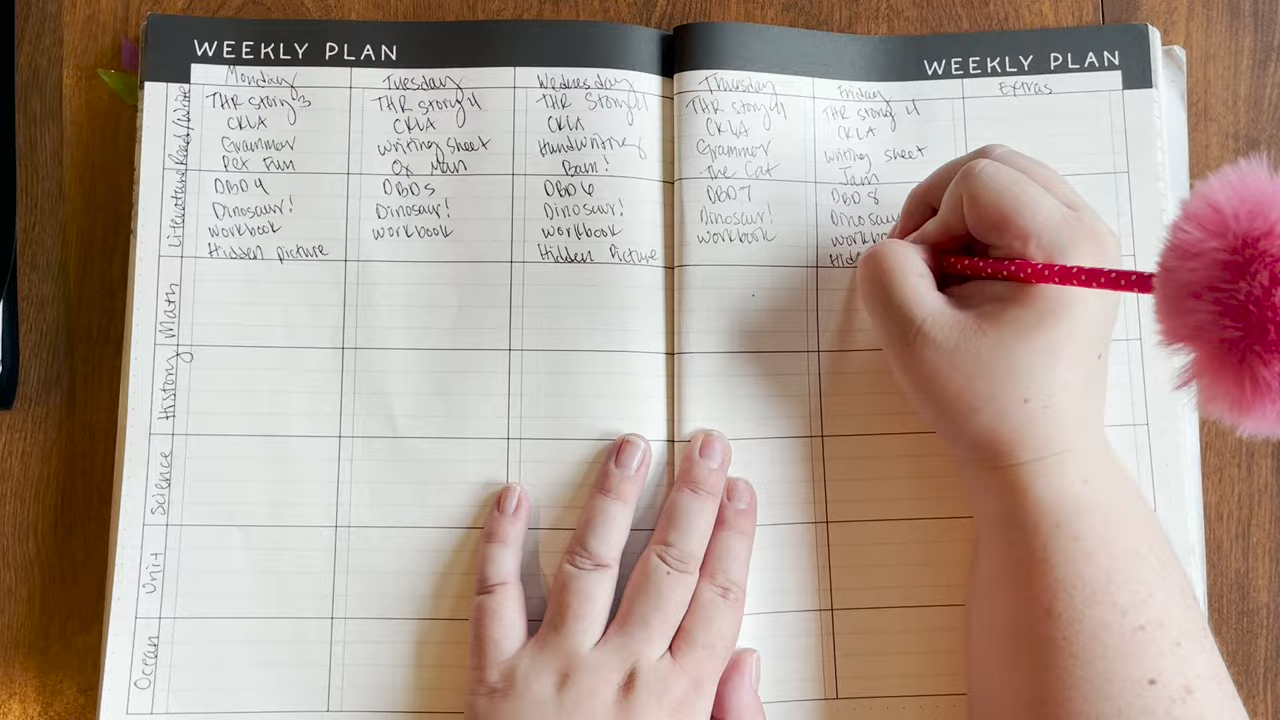 WEEKLY PLAN
WEEKLY PLAN
Monday Tuesday Wednesday Thursday Friday Extras
Literature Read/Write
THR story 3
CKLA
Grammar
Pet Fun
DBD 4
Dinosaur!
workbook
Hidden picture
THR story 4
CKLA
writing sheet
Ox Man
DBD 5
Dinosaur!
workbook
THR Story 4
CKLA
Handwriting
Bam!
DBD 6
Dinosaur!
workbook
Hidden Picture
THR story 4
CKLA
Grammar
The Cat
DBD 7
Dinosaur!
workbook
THR story 4
CKLA
writing sheet
Jam
DBD 8
Dinosau
workbo
Hid
Math
History
Science
Ocean Unit